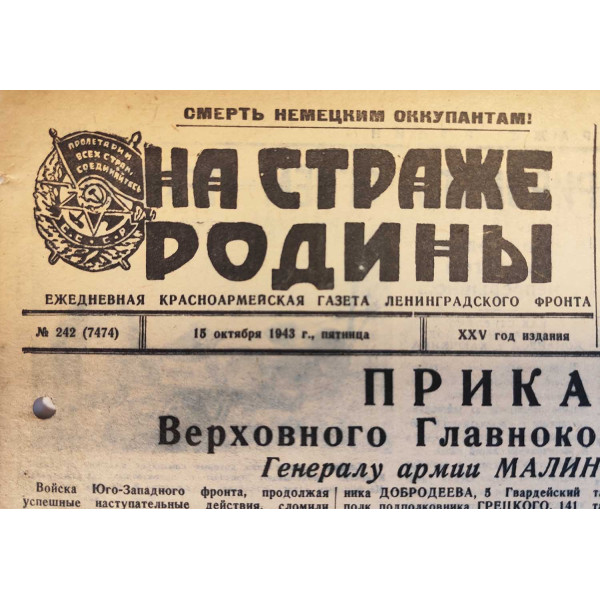 СМЕРТЬ НЕМЕЦКИМ ОККУПАНТАМ!
ПРОЛЕТАРИИ
ВСЕХ СТРАН,
СОЕДИНЯЙТЕСЬ
С.С.С.Р.
НА СТРАЖЕ
РОДИНЫ
ЕЖЕДНЕВНАЯ КРАСНОАРМЕЙСКАЯ ГАЗЕТА ЛЕНИНГРАДСКОГО ФРОНТА
№ 242 (7474)
15 октября 1943 г., пятница
XXV год издания
ПРИКА
Верховного Главноко
Генералу армии МАЛИН
Войска Юго-Западного фронта, продолжая
успешные наступательные действия, сломили
ника ДОБРОДЕЕВА, 5 Гвардейский та
полк подполковника ГРЕЦКОГО, 141 та